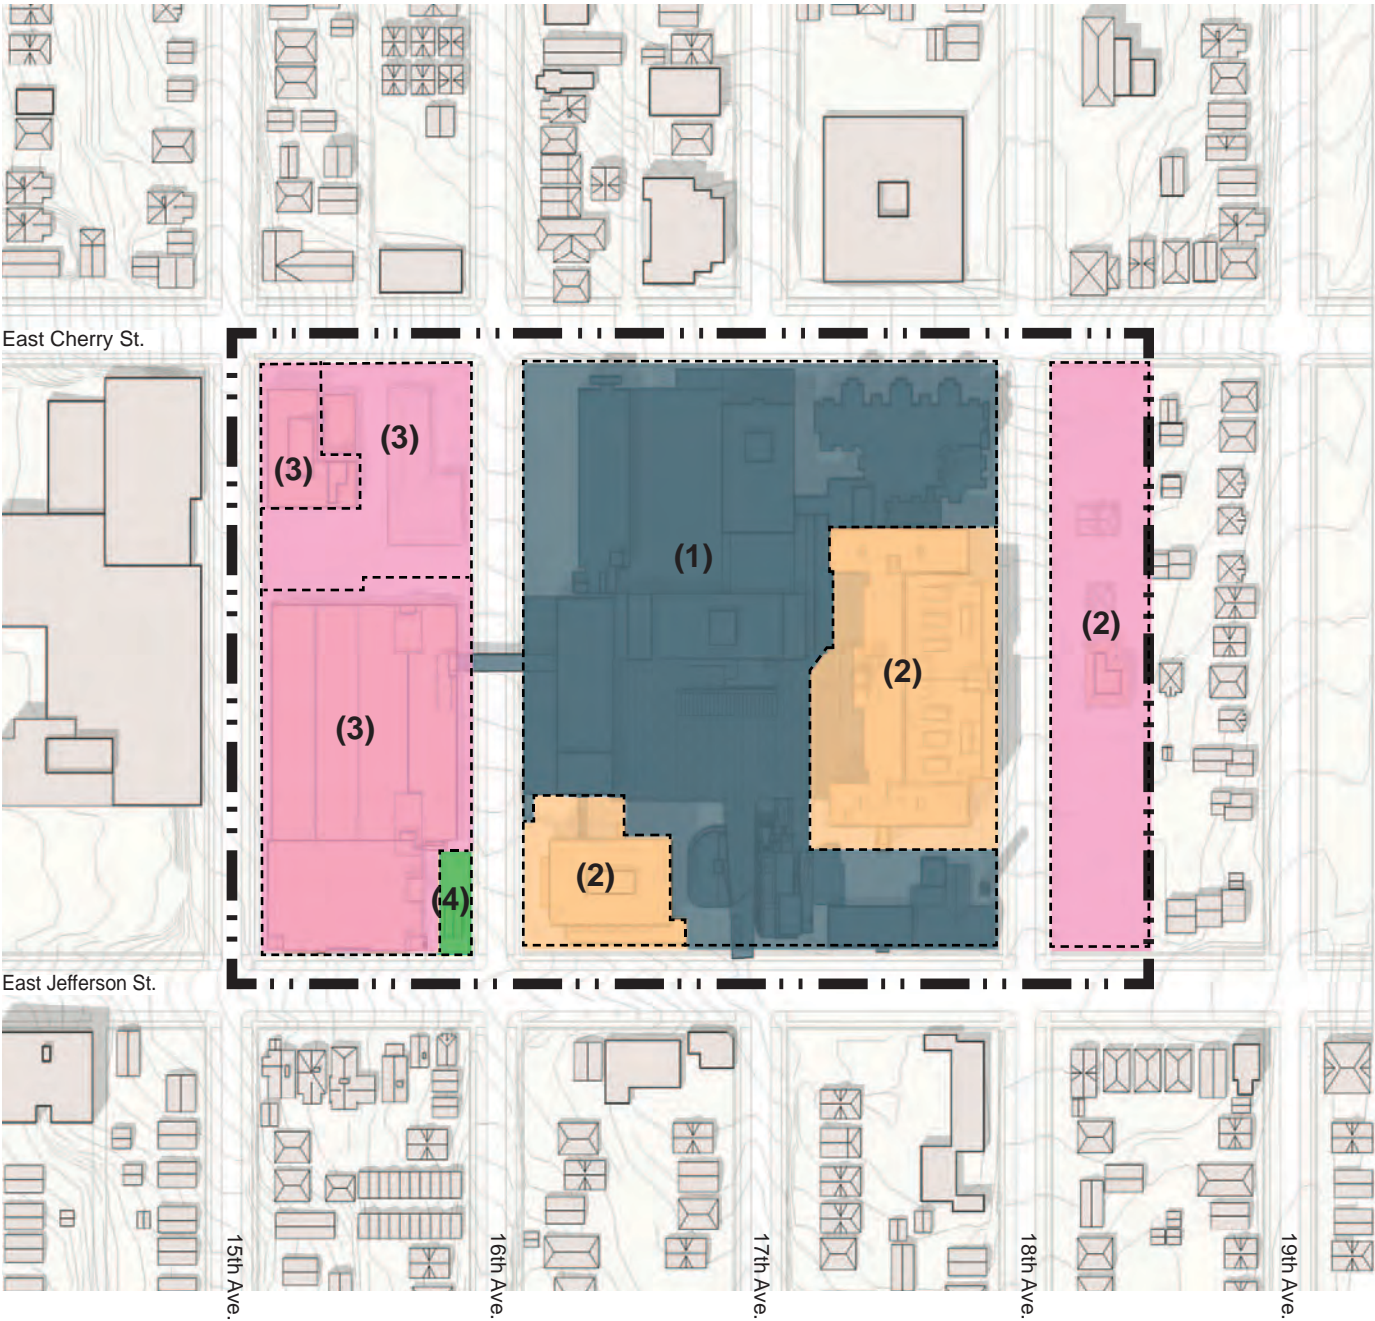 East Cherry St.
(3)
(3)
(1)
(2)
(2)
(3)
(2)
(4)
East Jefferson St.
15th Ave.
16th Ave.
17th Ave.
18th Ave.
19th Ave.